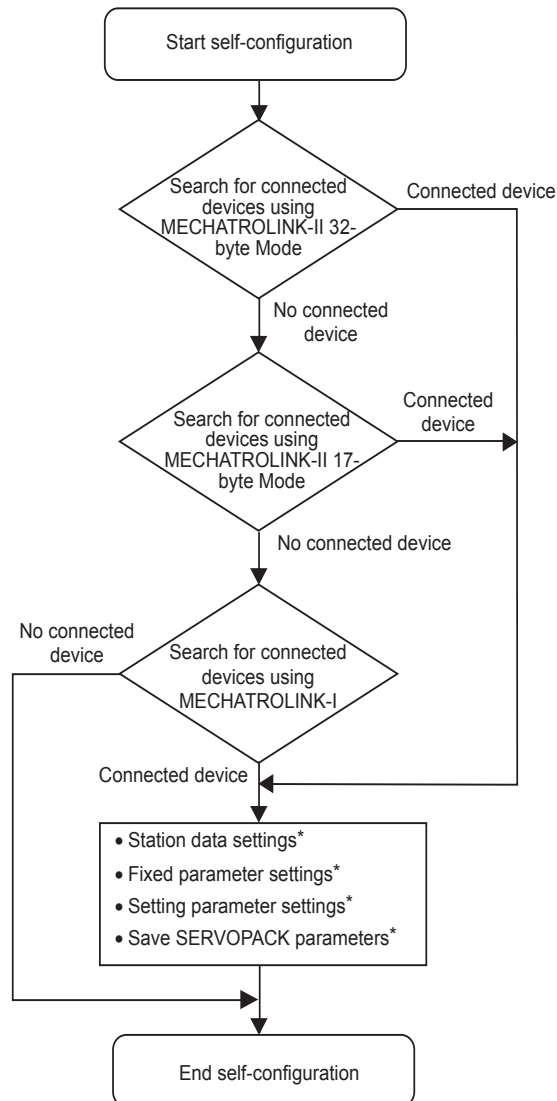 Start self-configuration
Search for connected
devices using
MECHATROLINK-II 32-
byte Mode
Connected device
No connected
device
Search for connected
devices using
MECHATROLINK-II 17-
byte Mode
Connected
device
No connected device
No connected
device
Search for connected
devices using
MECHATROLINK-I
Connected device
• Station data settings*
• Fixed parameter settings*
• Setting parameter settings*
• Save SERVOPACK parameters*
End self-configuration